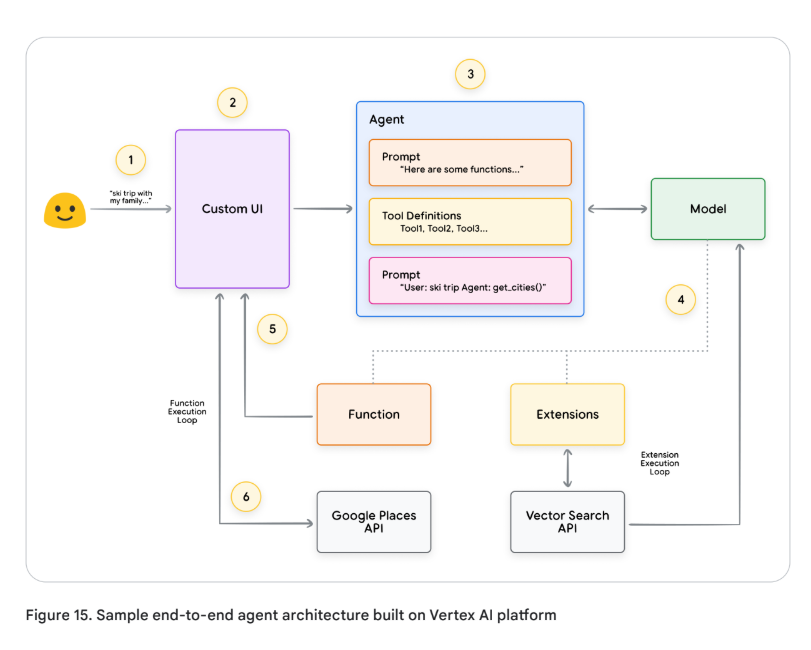 3
2
Agent
1
Prompt
"Here are some functions..."
"ski trip with
my family..."
Custom UI
Tool Definitions
Tool1, Tool2, Tool3...
Model
Prompt
"User: ski trip Agent: get_cities()"
4
5
Function
Execution
Loop
Function
Extensions
Extension
Execution
Loop
6
Google Places
API
Vector Search
API
Figure 15. Sample end-to-end agent architecture built on Vertex AI platform